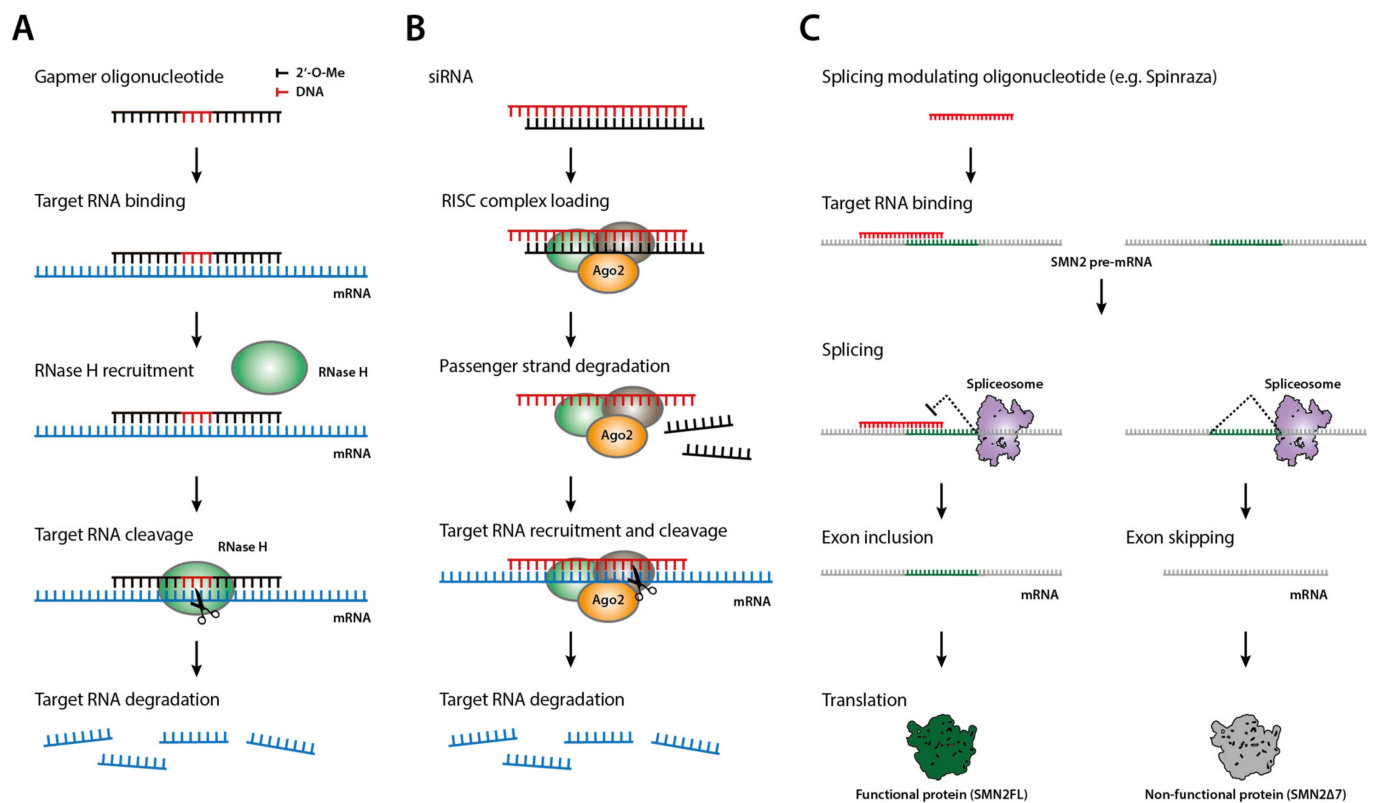 A
Gapmer oligonucleotide
2'-O-Me
DNA
Target RNA binding
mRNA
RNase H recruitment
RNase H
mRNA
Target RNA cleavage
RNase H
mRNA
Target RNA degradation
B
siRNA
RISC complex loading
Ago2
Passenger strand degradation
Ago2
Target RNA recruitment and cleavage
Ago2
mRNA
Target RNA degradation
C
Splicing modulating oligonucleotide (e.g. Spinraza)
Target RNA binding
SMN2 pre-mRNA
Splicing
Spliceosome
Spliceosome
Exon inclusion
Exon skipping
mRNA
mRNA
Translation
Functional protein (SMN2FL)
Non-functional protein (SMN2Δ7)